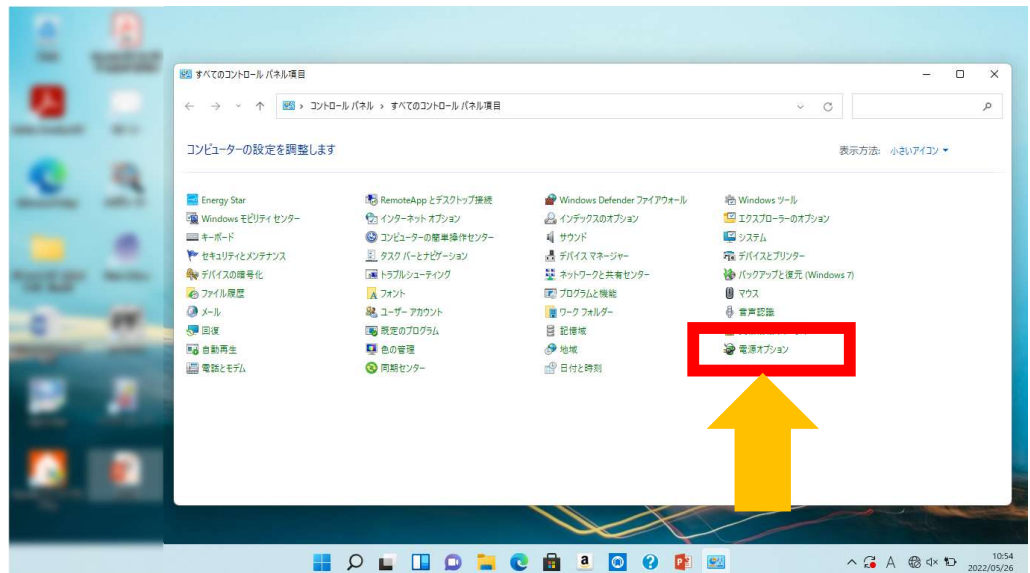 すべてのコントロール パネル項目
コントロール パネル › すべてのコントロール パネル項目
コンピューターの設定を調整します
表示方法: 小さいアイコン
Energy Star
RemoteApp とデスクトップ接続
Windows Defender ファイアウォール
Windows ツール
Windows モビリティ センター
インターネット オプション
インデックスのオプション
エクスプローラーのオプション
キーボード
コンピューターの簡単操作センター
サウンド
システム
セキュリティとメンテナンス
タスク バーとナビゲーション
デバイス マネージャー
デバイスとプリンター
デバイスの暗号化
トラブルシューティング
ネットワークと共有センター
バックアップと復元 (Windows 7)
ファイル履歴
フォント
プログラムと機能
マウス
メール
ユーザー アカウント
ワーク フォルダー
音声認識
回復
既定のプログラム
記憶域
自動再生
色の管理
地域
電源オプション
電話とモデム
同期センター
日付と時刻
a
A
10:54
2022/05/26